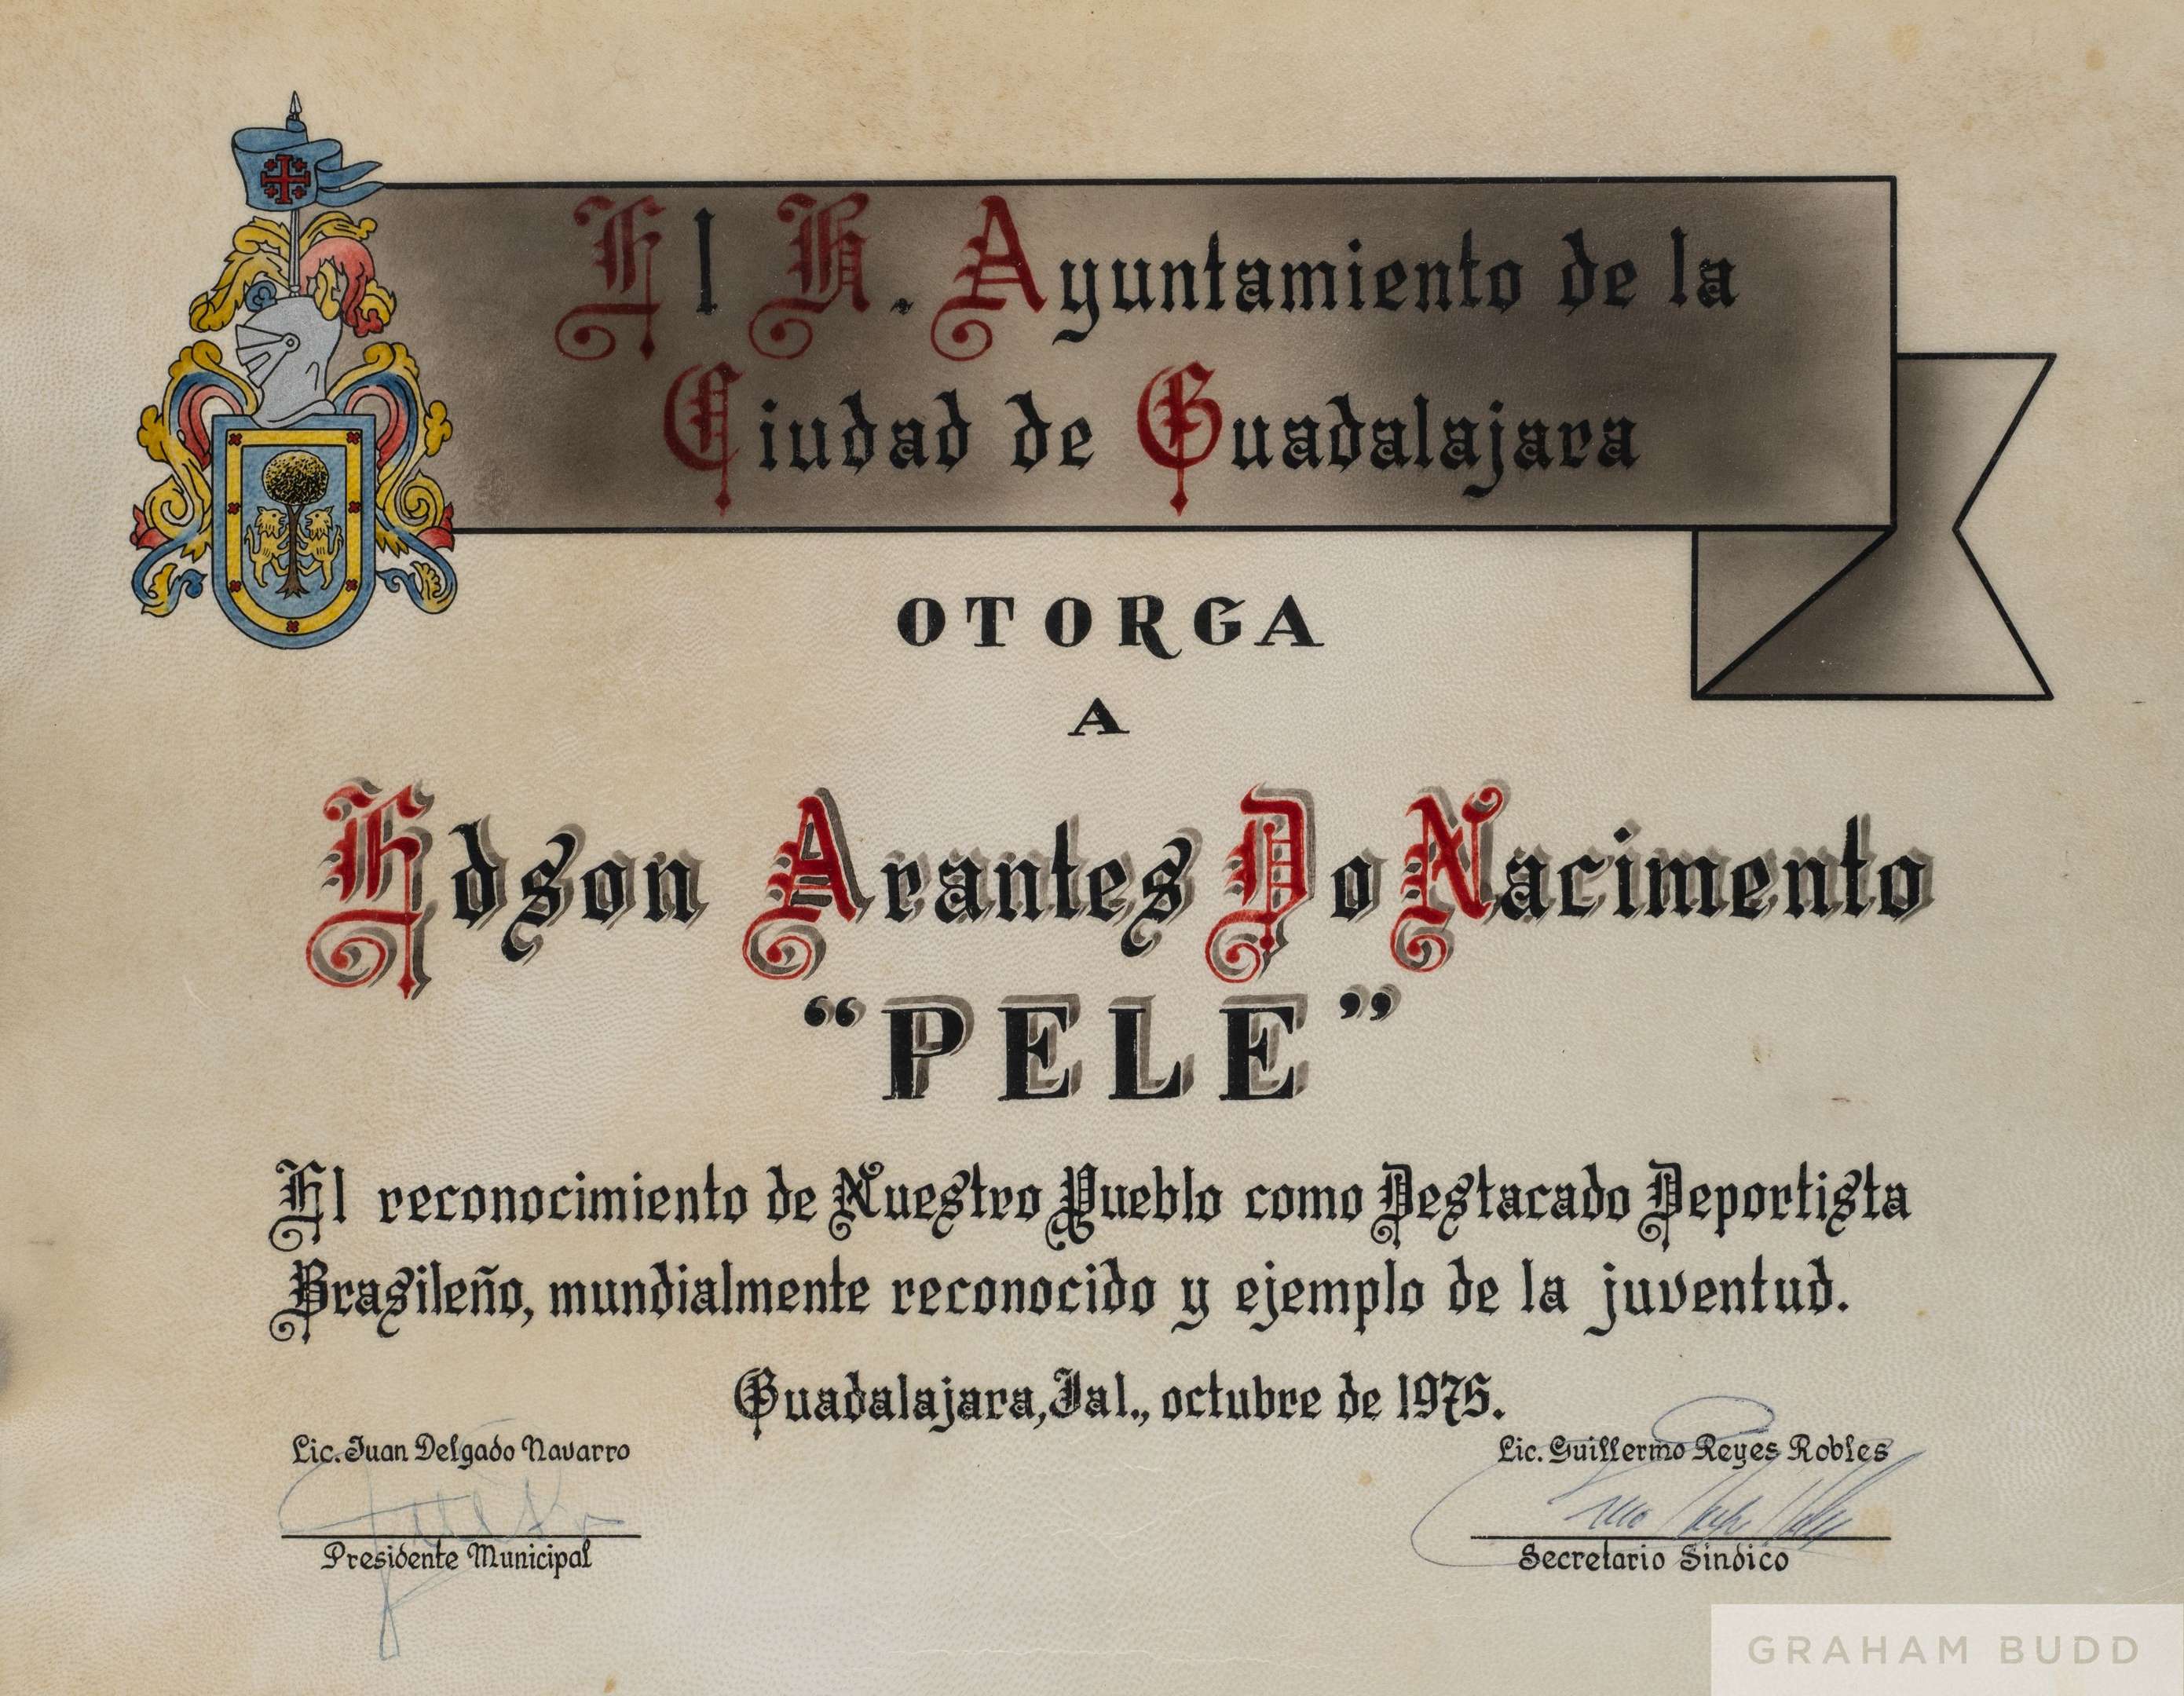 El H. Ayuntamiento de la
Ciudad de Guadalajara
OTORGA
A
Edson Arantes Do Nacimento
“PELE”
El reconocimiento de Nuestro Pueblo como Destacado Deportista
Brasileño, mundialmente reconocido y ejemplo de la juventud.
Guadalajara, Jal., octubre de 1975.
Lic. Juan Delgado Navarro
Presidente Municipal
Lic. Guillermo Reyes Robles
Secretario Sindico
GRAHAM BUDD